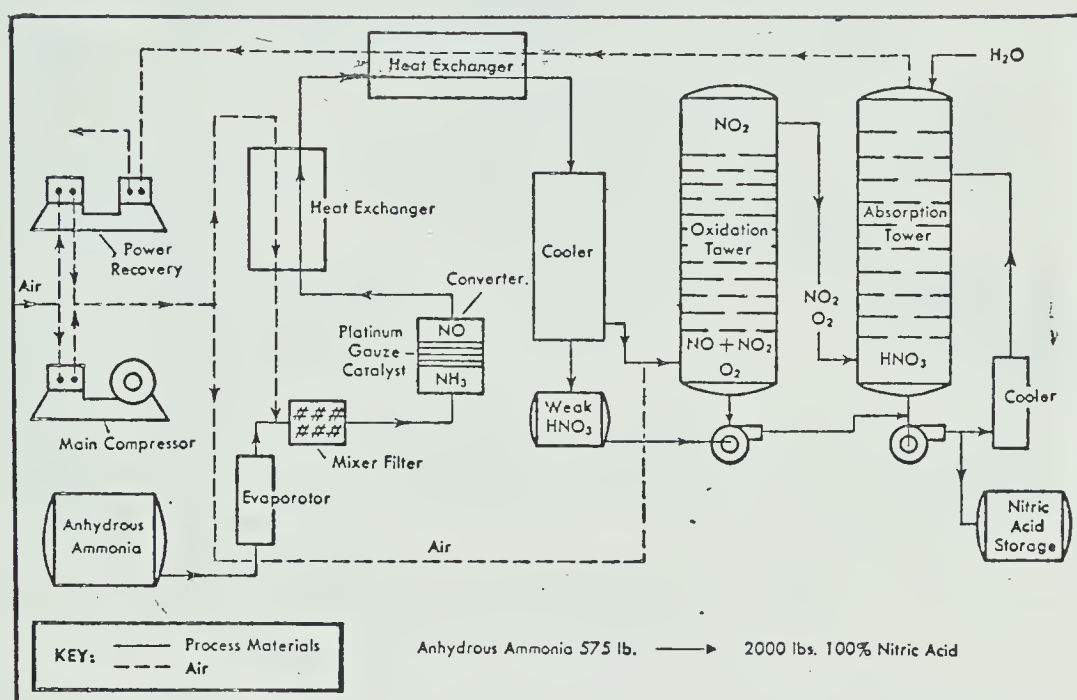 Heat Exchanger
H₂O
NO₂
Heat Exchanger
Power
Recovery
Air
Converter.
Cooler
Oxidation
Tawer
Absorption
Tower
NO₂
O₂
Platinum
Gauze
Catalyst
NO
NH₃
NO + NO₂
O₂
HNO₃
Cooler
Main Compressor
Mixer Filter
Weak
HNO₃
Evaporotor
Anhydrous
Ammonia
Air
Nitric
Acid
Storage
KEY:
Process Materials
Air
Anhydrous Ammonia 575 lb. → 2000 lbs. 100% Nitric Acid